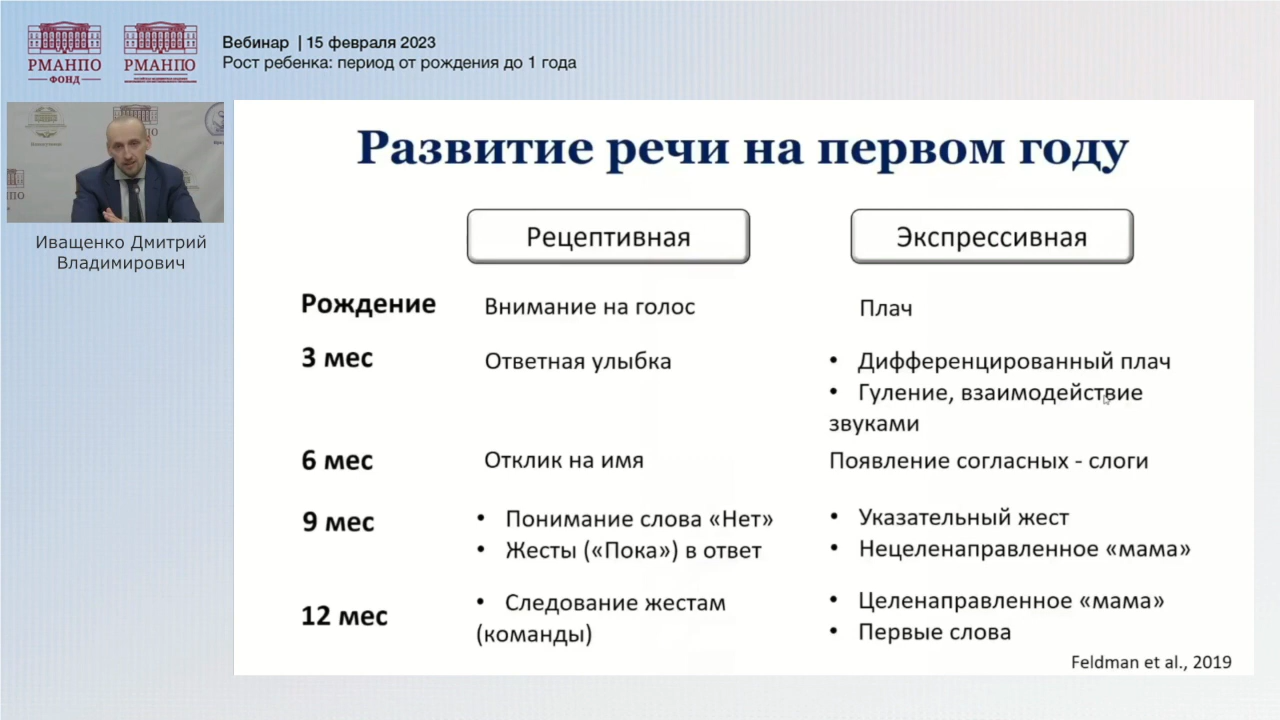 РМАНПО
ФОНД
РМАНПО
Вебинар | 15 февраля 2023
Рост ребенка: период от рождения до 1 года
Иващенко Дмитрий
Владимирович
Развитие речи на первом году
Рецептивная
Экспрессивная
Рождение
Внимание на голос
Плач
3 мес
Ответная улыбка
• Дифференцированный плач
• Гуление, взаимодействие
звуками
6 мес
Отклик на имя
Появление согласных - слоги
9 мес
• Понимание слова «Нет»
• Жесты («Пока») в ответ
• Указательный жест
• Нецеленаправленное «мама»
12 мес
• Следование жестам
(команды)
• Целенаправленное «мама»
• Первые слова
Feldman et al., 2019